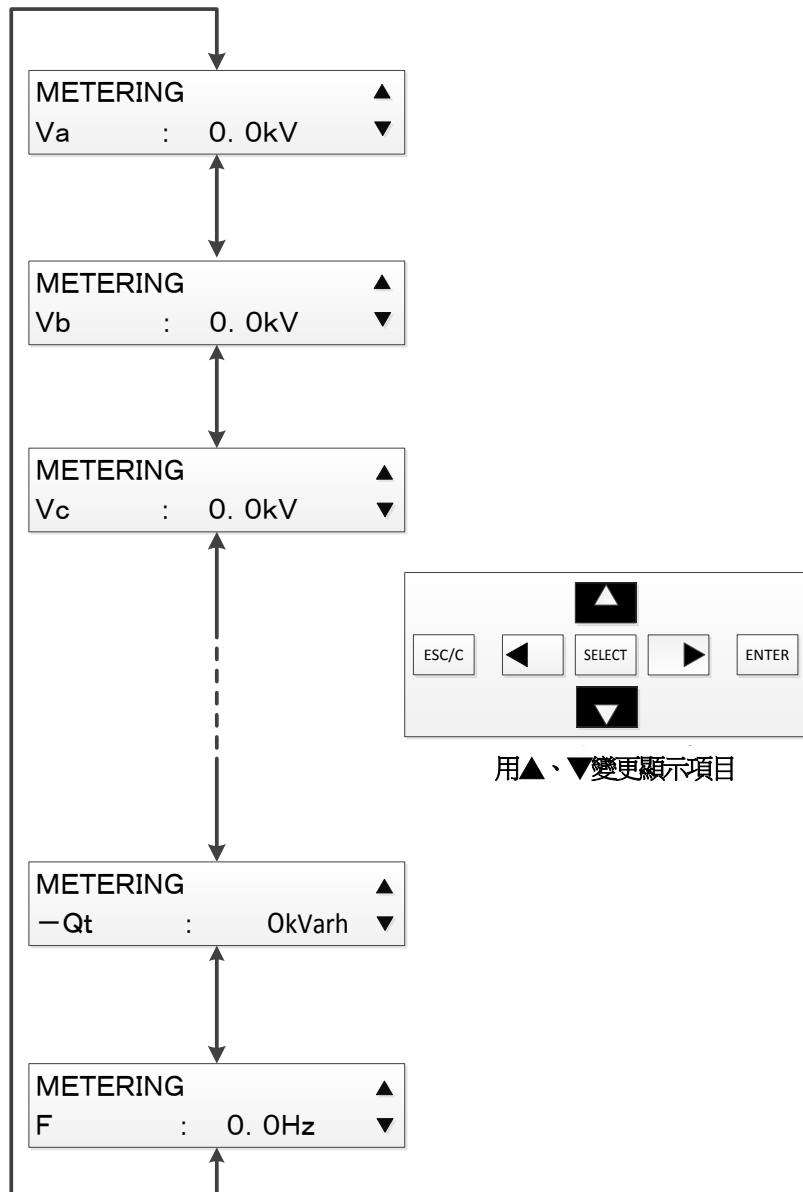 METERING ▲
Va : 0.0kV ▼
METERING ▲
Vb : 0.0kV ▼
METERING ▲
Vc : 0.0kV ▼
ESC/C ◀ SELECT ▶ ENTER
用▲、▼變更顯示項目
METERING ▲
－Qt : 0kVarh ▼
METERING ▲
F : 0.0Hz ▼